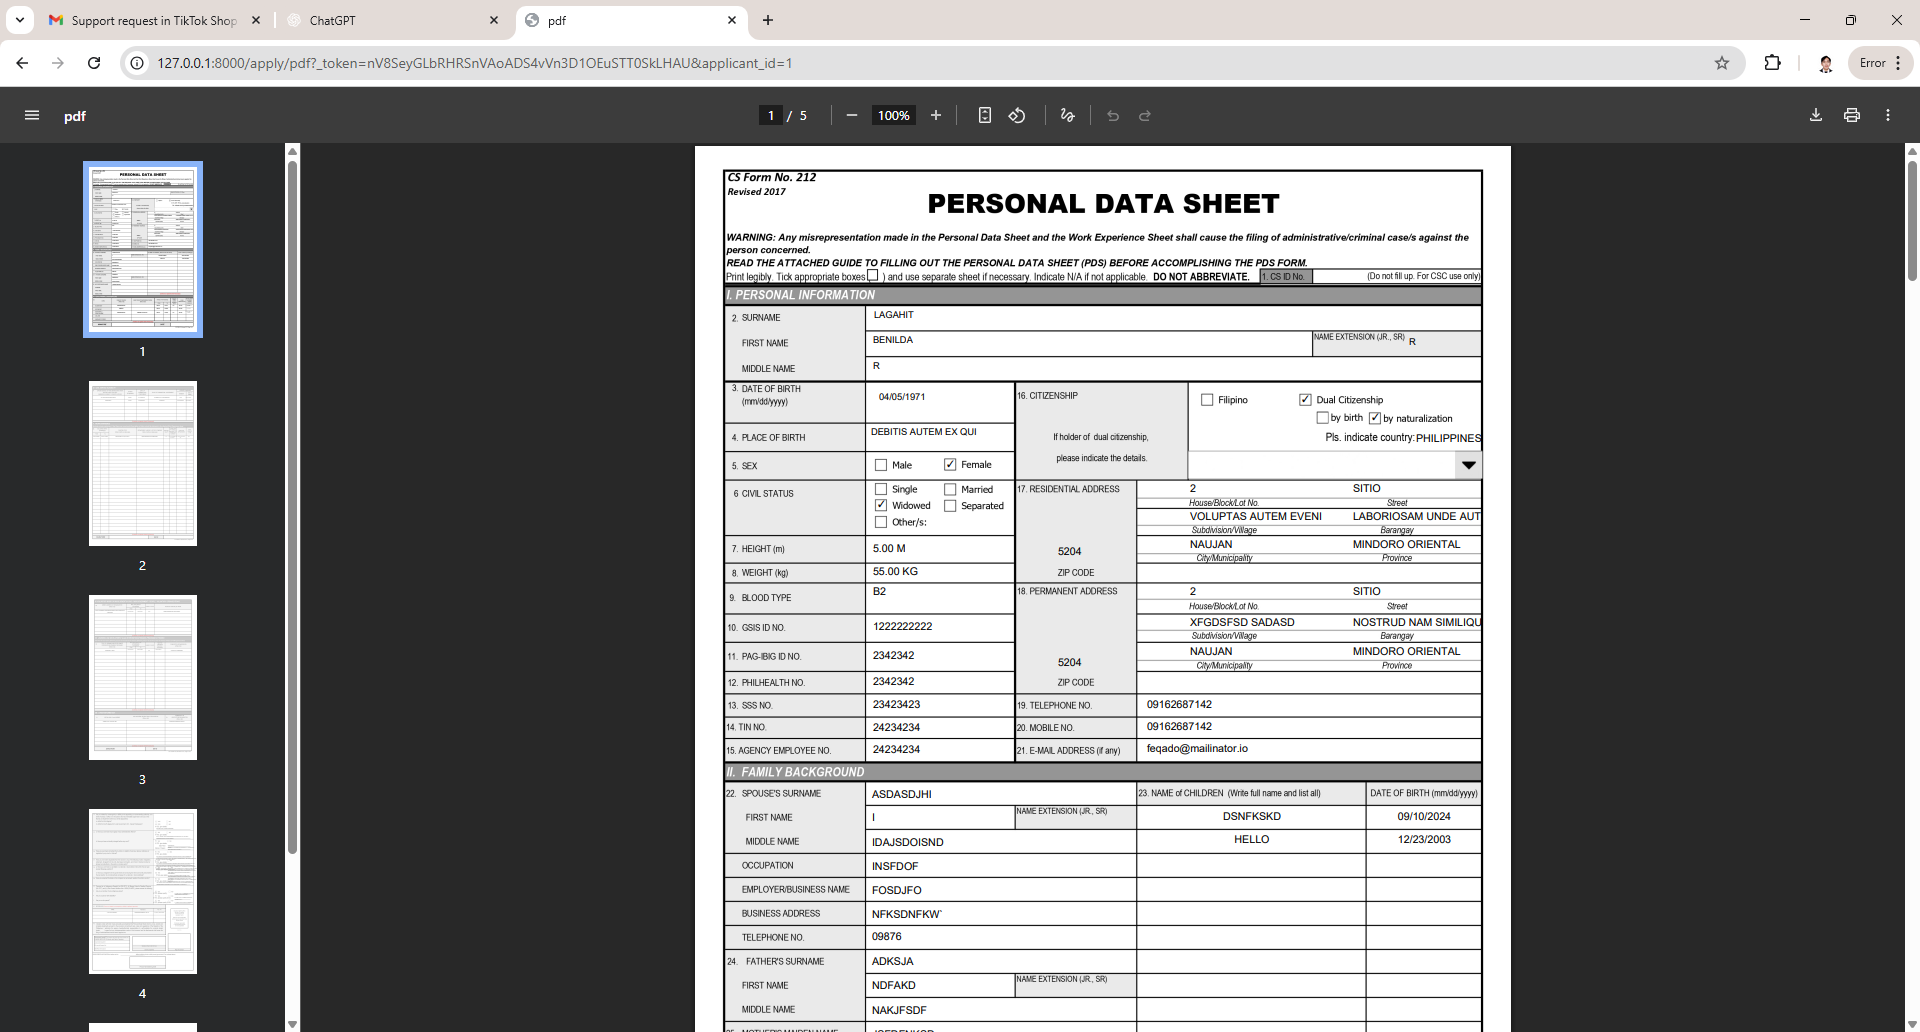 Support request in TikTok Shop
ChatGPT
pdf
127.0.0.1:8000/apply/pdf?_token=nV8SeyGLbRHRSnVAoADS4vVn3D1OEuSTT0SkLHAU&applicant_id=1
Error
pdf
1 / 5
100%
1
2
3
4
CS Form No. 212
Revised 2017
PERSONAL DATA SHEET
WARNING: Any misrepresentation made in the Personal Data Sheet and the Work Experience Sheet shall cause the filing of administrative/criminal case/s against the
person concerned.
READ THE ATTACHED GUIDE TO FILLING OUT THE PERSONAL DATA SHEET (PDS) BEFORE ACCOMPLISHING THE PDS FORM.
Print legibly. Tick appropriate boxes ) and use separate sheet if necessary. Indicate N/A if not applicable. DO NOT ABBREVIATE. 1. CS ID No. (Do not fill up. For CSC use only)
I. PERSONAL INFORMATION
2. SURNAME LAGAHIT
FIRST NAME BENILDA NAME EXTENSION (JR., SR) R
MIDDLE NAME R
3. DATE OF BIRTH
(mm/dd/yyyy) 04/05/1971
16. CITIZENSHIP Filipino Dual Citizenship
by birth by naturalization
4. PLACE OF BIRTH DEBITIS AUTEM EX QUI
If holder of dual citizenship, Pls. indicate country: PHILIPPINES
please indicate the details.
5. SEX Male Female
6 CIVIL STATUS Single Married
Widowed Separated
Other/s:
17. RESIDENTIAL ADDRESS 2 SITIO
House/Block/Lot No. Street
VOLUPTAS AUTEM EVENI LABORIOSAM UNDE AUT
Subdivision/Village Barangay
7. HEIGHT (m) 5.00 M
NAUJAN MINDORO ORIENTAL
5204 City/Municipality Province
8. WEIGHT (kg) 55.00 KG ZIP CODE
9. BLOOD TYPE B2
18. PERMANENT ADDRESS 2 SITIO
House/Block/Lot No. Street
10. GSIS ID NO. 1222222222
XFGDSFSD SADASD NOSTRUD NAM SIMILIQU
Subdivision/Village Barangay
11. PAG-IBIG ID NO. 2342342
NAUJAN MINDORO ORIENTAL
5204 City/Municipality Province
12. PHILHEALTH NO. 2342342 ZIP CODE
13. SSS NO. 23423423 19. TELEPHONE NO. 09162687142
14. TIN NO. 24234234 20. MOBILE NO. 09162687142
15. AGENCY EMPLOYEE NO. 24234234 21. E-MAIL ADDRESS (if any) feqado@mailinator.io
II. FAMILY BACKGROUND
22. SPOUSE'S SURNAME ASDASDJHI 23. NAME of CHILDREN (Write full name and list all) DATE OF BIRTH (mm/dd/yyyy)
FIRST NAME I NAME EXTENSION (JR., SR) DSNFKSKD 09/10/2024
MIDDLE NAME IDAJSDOISND HELLO 12/23/2003
OCCUPATION INSFDOF
EMPLOYER/BUSINESS NAME FOSDJFO
BUSINESS ADDRESS NFKSDNFKW`
TELEPHONE NO. 09876
24. FATHER'S SURNAME ADKSJA
FIRST NAME NDFAKD NAME EXTENSION (JR., SR)
MIDDLE NAME NAKJFSDF